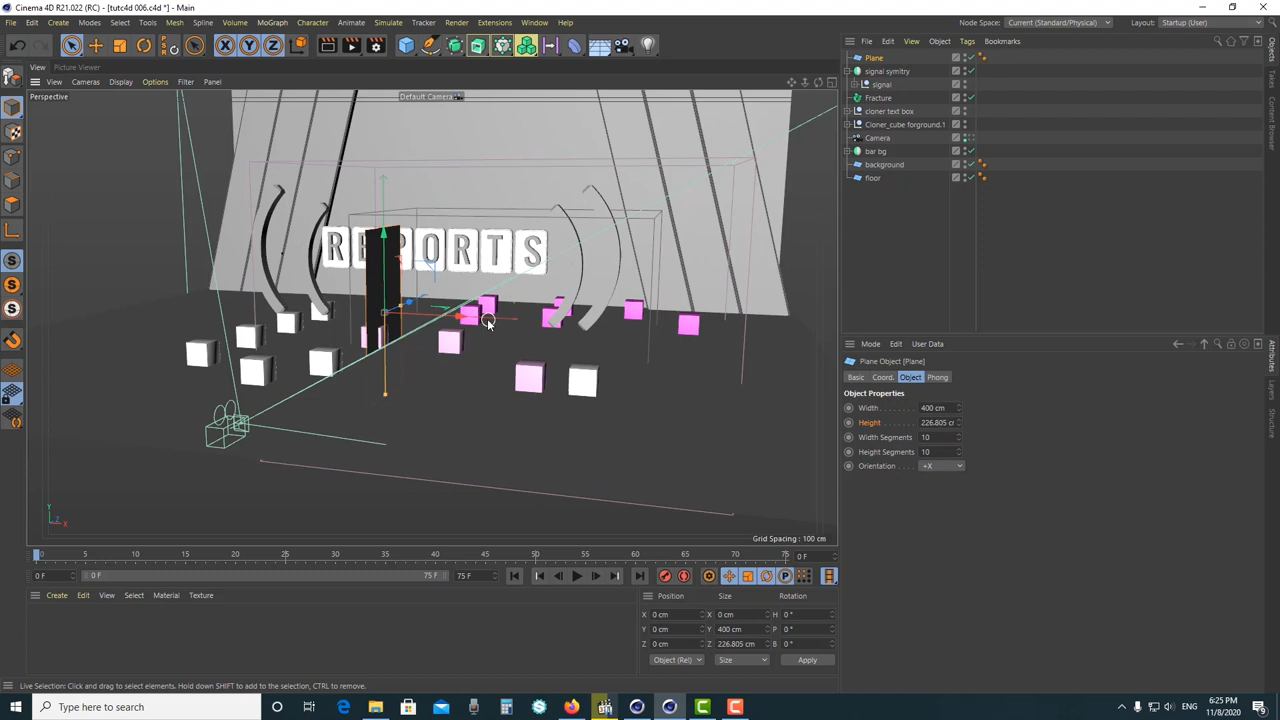 Cinema 4D R21.022 (RC) - [tutc4d 006.c4d *] - Main
File Edit Create Modes Select Tools Mesh Spline Volume MoGraph Character Animate Simulate Tracker Render Extensions Window Help
Node Space: Current (Standard/Physical) Layout: Startup (User)
X Y Z
File Edit View Object Tags Bookmarks
View Picture Viewer
View Cameras Display Options Filter Panel
Perspective
Default Camera
Plane
signal symitry
signal
Fracture
cloner text box
Cloner_cube forground.1
Camera
bar bg
background
floor
Objects
Takes
Content Browser
REPORTS
Mode Edit User Data
Plane Object [Plane]
Basic Coord. Object Phong
Object Properties
Width 400 cm
Height 226.805 c
Width Segments 10
Height Segments 10
Orientation +X
Attributes
Layers
Structure
Y
Z X
Grid Spacing : 100 cm
0 5 10 15 20 25 30 35 40 45 50 55 60 65 70 75 0 F
0 F 0 F 75 F 75 F
Create Edit View Select Material Texture
Position Size Rotation
X 0 cm X 0 cm H 0 °
Y 0 cm Y 400 cm P 0 °
Z 0 cm Z 226.805 cm B 0 °
Object (Rel) Size Apply
Live Selection: Click and drag to select elements. Hold down SHIFT to add to the selection, CTRL to remove.
Type here to search
ENG
6:25 PM
11/8/2020